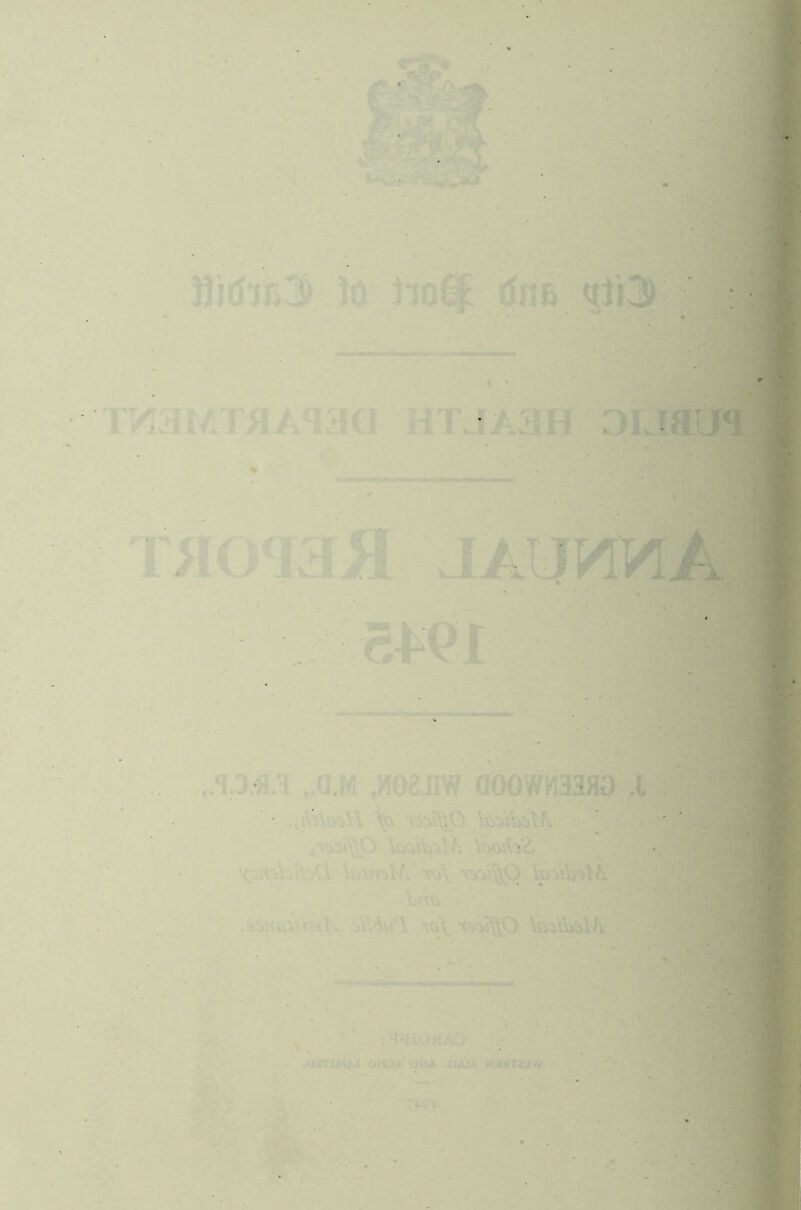 City and Port of Cardiff
PUBLIC HEALTH DEPARTMENT
ANNUAL REPORT
1945
J. GREENWOOD WILSON, M.D., F.R.C.P.,
Medical Officer of Health,
School Medical Officer,
Medical Officer for Mental Deficiency
and
Medical Officer for Public Assistance.
CARDIFF:
WESTERN MAIL AND ECHO LIMITED.
1947